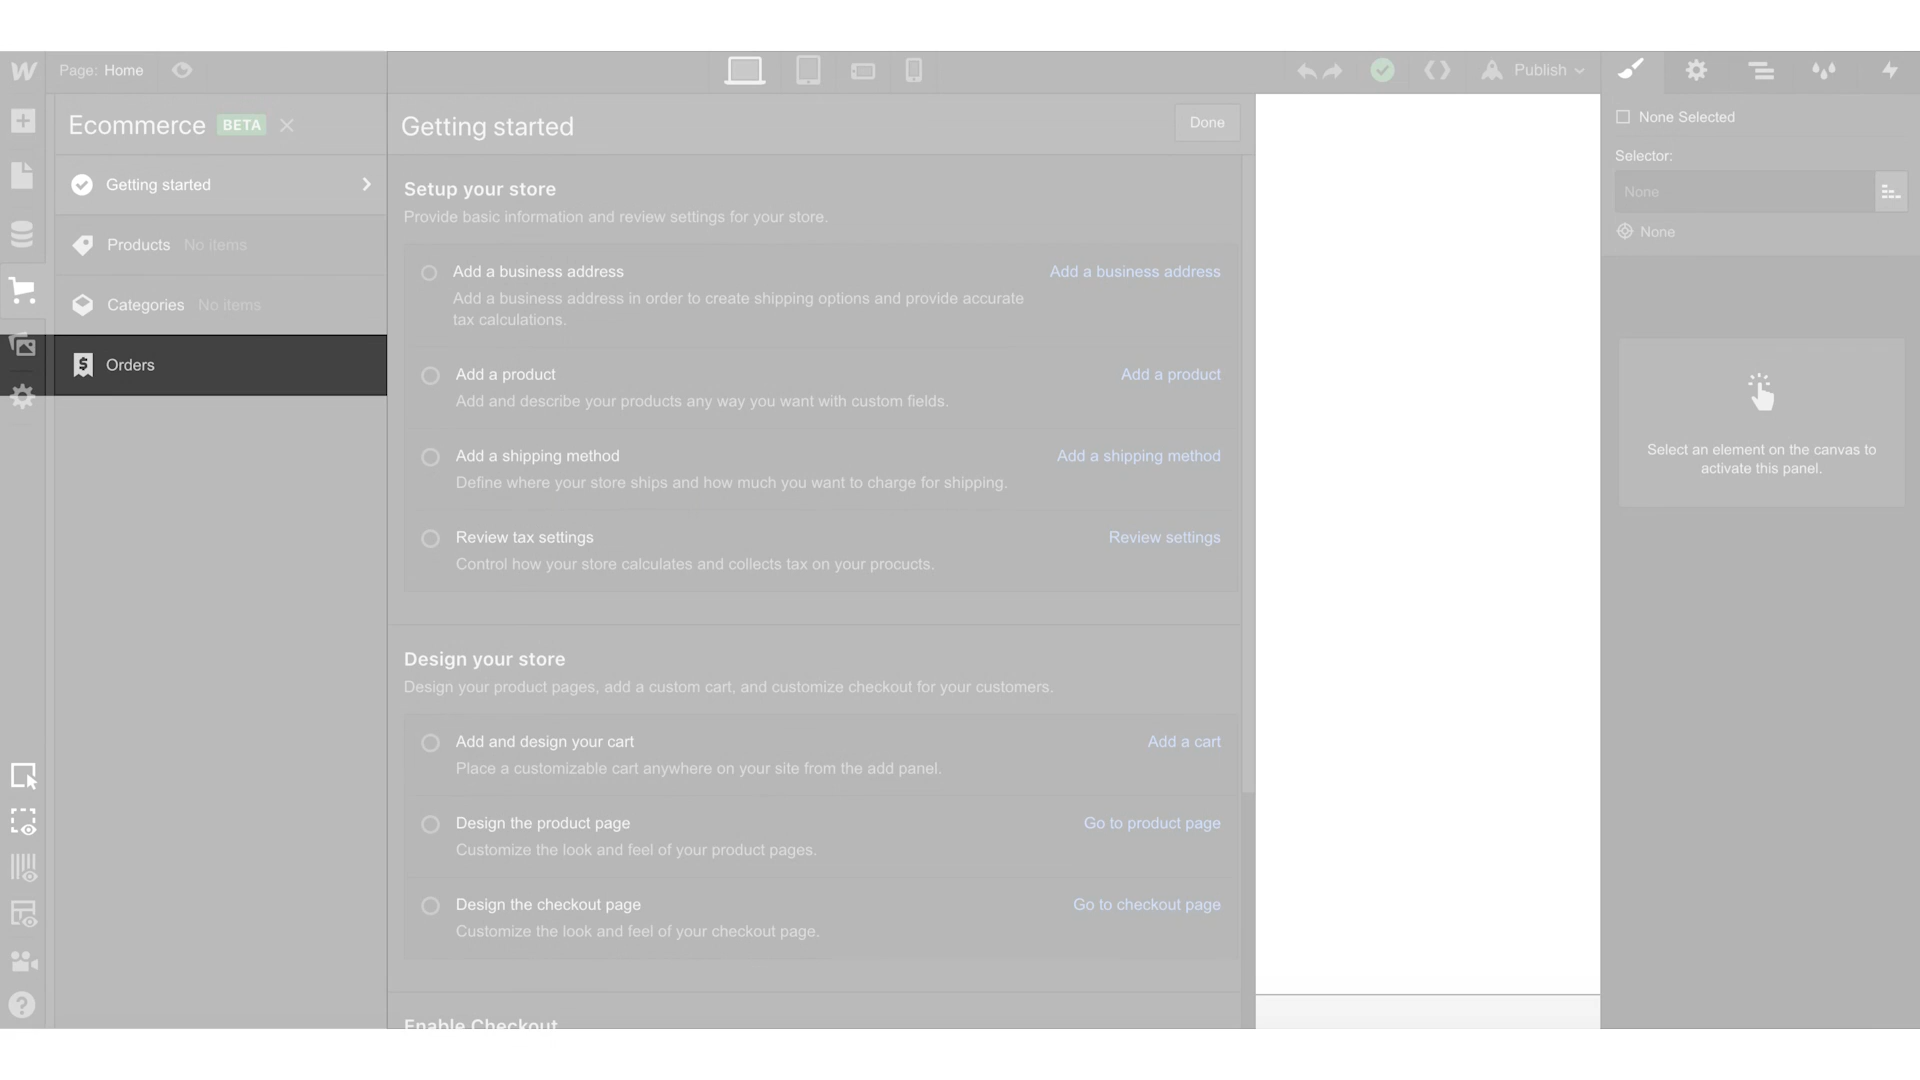 Page: Home
Publish
Ecommerce BETA
Getting started
Products No items
Categories No items
Orders
Getting started
Done
Setup your store
Provide basic information and review settings for your store.
Add a business address
Add a business address
Add a business address in order to create shipping options and provide accurate
tax calculations.
Add a product
Add a product
Add and describe your products any way you want with custom fields.
Add a shipping method
Add a shipping method
Define where your store ships and how much you want to charge for shipping.
Review tax settings
Review settings
Control how your store calculates and collects tax on your procucts.
Design your store
Design your product pages, add a custom cart, and customize checkout for your customers.
Add and design your cart
Add a cart
Place a customizable cart anywhere on your site from the add panel.
Design the product page
Go to product page
Customize the look and feel of your product pages.
Design the checkout page
Go to checkout page
Customize the look and feel of your checkout page.
Enable Checkout
None Selected
Selector:
None
None
Select an element on the canvas to
activate this panel.